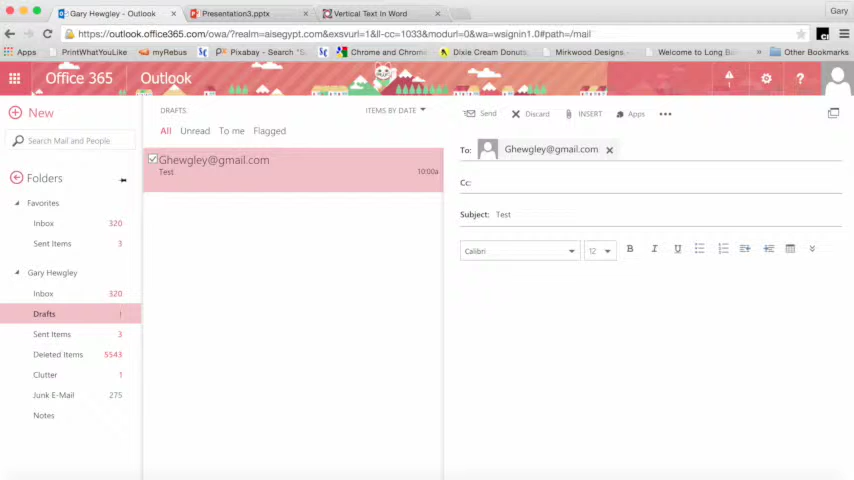 Gary Hewgley - Outlook
Presentation3.pptx
Vertical Text In Word
Gary
https://outlook.office365.com/owa/?realm=aisegypt.com&exsvurl=1&ll-cc=1033&modurl=0&wa=wsignin1.0#path=/mail
Apps
PrintWhatYouLike
myRebus
Pixabay - Search "S
Chrome and Chrome
Dixie Cream Donuts
Mirkwood Designs
Welcome to Long B
Other Bookmarks
Office 365
Outlook
New
Search Mail and People
Folders
Favorites
Inbox 320
Sent Items 3
Gary Hewgley
Inbox 320
Drafts 1
Sent Items 3
Deleted Items 5543
Clutter 1
Junk E-Mail 275
Notes
DRAFTS
ITEMS BY DATE
All Unread To me Flagged
Ghewgley@gmail.com
Test 10:00a
Send Discard INSERT Apps
To: Ghewgley@gmail.com
Cc:
Subject: Test
Calibri 12 B I U